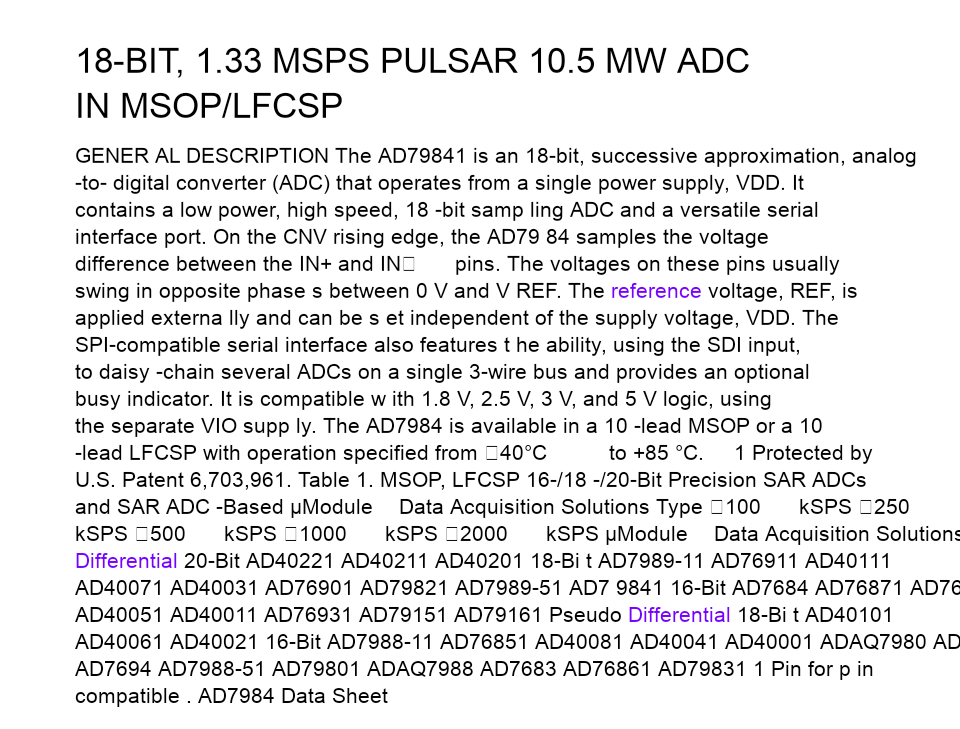 18-BIT, 1.33 MSPS PULSAR 10.5 MW ADC
IN MSOP/LFCSP
GENER AL DESCRIPTION The AD79841 is an 18-bit, successive approximation, analog
-to- digital converter (ADC) that operates from a single power supply, VDD. It
contains a low power, high speed, 18 -bit samp ling ADC and a versatile serial
interface port. On the CNV rising edge, the AD79 84 samples the voltage
difference between the IN+ and IN□ pins. The voltages on these pins usually
swing in opposite phase s between 0 V and V REF. The reference voltage, REF, is
applied externa lly and can be s et independent of the supply voltage, VDD. The
SPI-compatible serial interface also features t he ability, using the SDI input,
to daisy -chain several ADCs on a single 3-wire bus and provides an optional
busy indicator. It is compatible w ith 1.8 V, 2.5 V, 3 V, and 5 V logic, using
the separate VIO supp ly. The AD7984 is available in a 10 -lead MSOP or a 10
-lead LFCSP with operation specified from □40°C to +85 °C. 1 Protected by
U.S. Patent 6,703,961. Table 1. MSOP, LFCSP 16-/18 -/20-Bit Precision SAR ADCs
and SAR ADC -Based µModule Data Acquisition Solutions Type □100 kSPS □250
kSPS □500 kSPS □1000 kSPS □2000 kSPS µModule Data Acquisition Solutions
Differential 20-Bit AD40221 AD40211 AD40201 18-Bi t AD7989-11 AD76911 AD40111
AD40071 AD40031 AD76901 AD79821 AD7989-51 AD7 9841 16-Bit AD7684 AD76871 AD76
AD40051 AD40011 AD76931 AD79151 AD79161 Pseudo Differential 18-Bi t AD40101
AD40061 AD40021 16-Bit AD7988-11 AD76851 AD40081 AD40041 AD40001 ADAQ7980 AD
AD7694 AD7988-51 AD79801 ADAQ7988 AD7683 AD76861 AD79831 1 Pin for p in
compatible . AD7984 Data Sheet